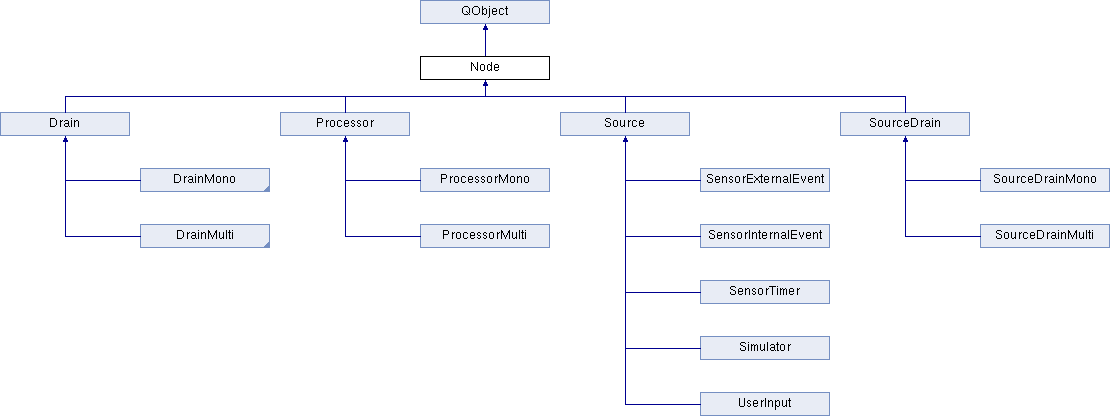 QObject
Node
Drain
Processor
Source
SourceDrain
DrainMono
ProcessorMono
SensorExternalEvent
SourceDrainMono
DrainMulti
ProcessorMulti
SensorInternalEvent
SourceDrainMulti
SensorTimer
Simulator
UserInput